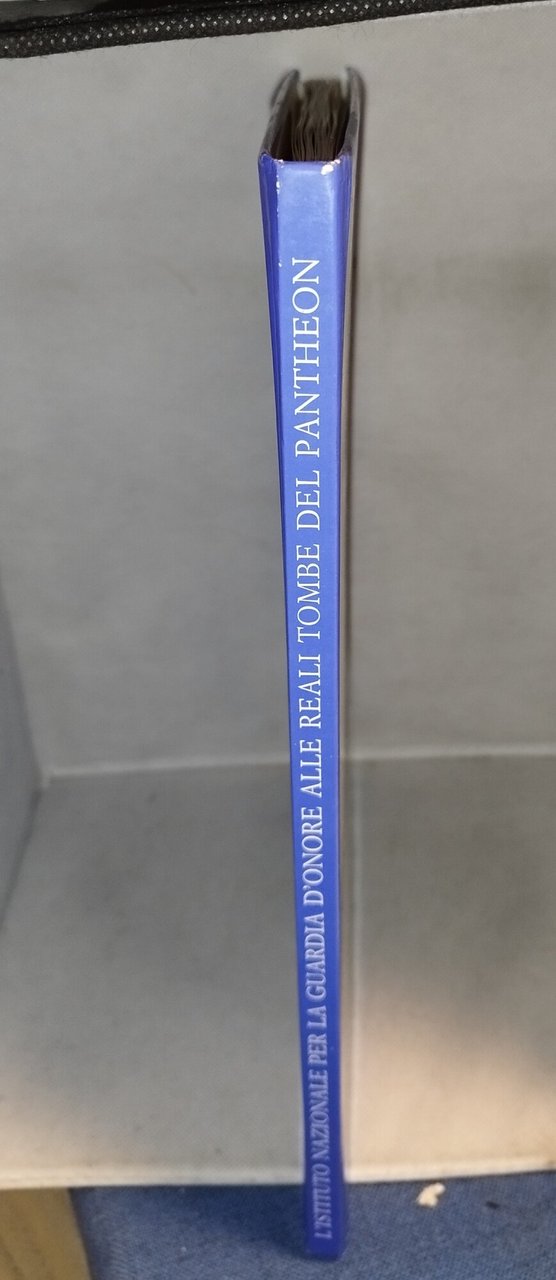 L'ISTITUTO NAZIONALE PER LA GUARDIA D'ONORE ALLE REALI TOMBE DEL PANTHEON